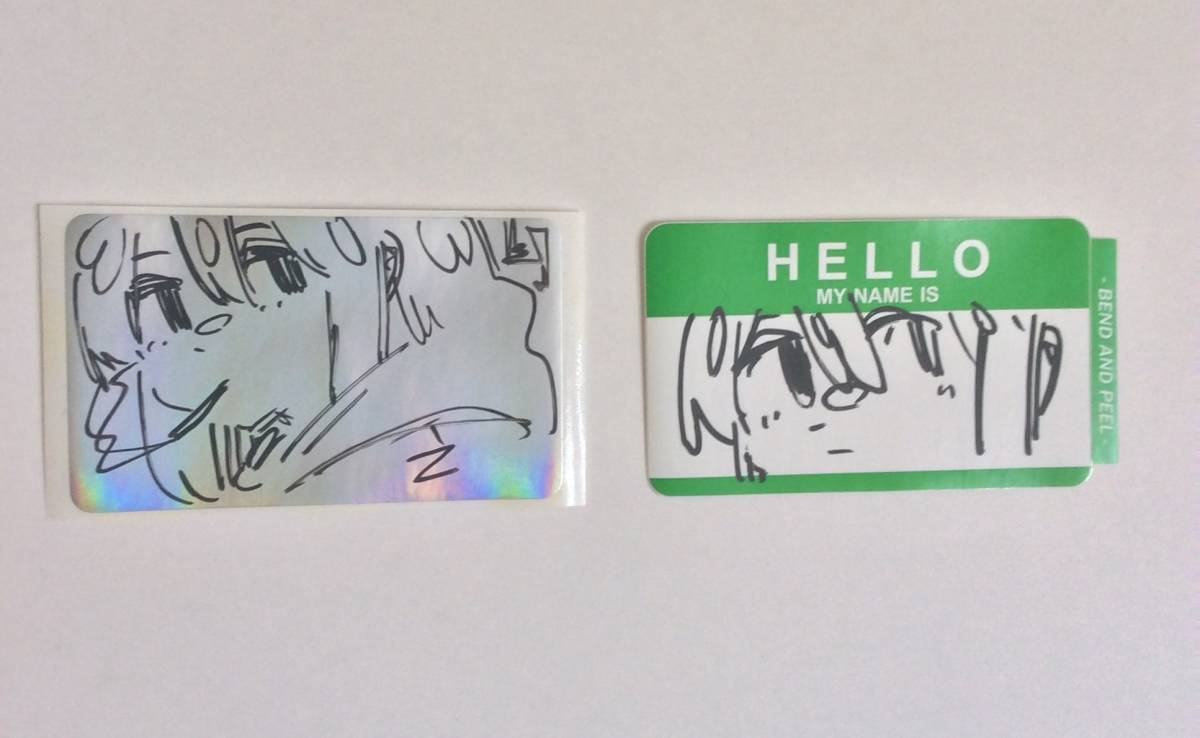 HELLO
MY NAME IS
- BEND AND PEEL -